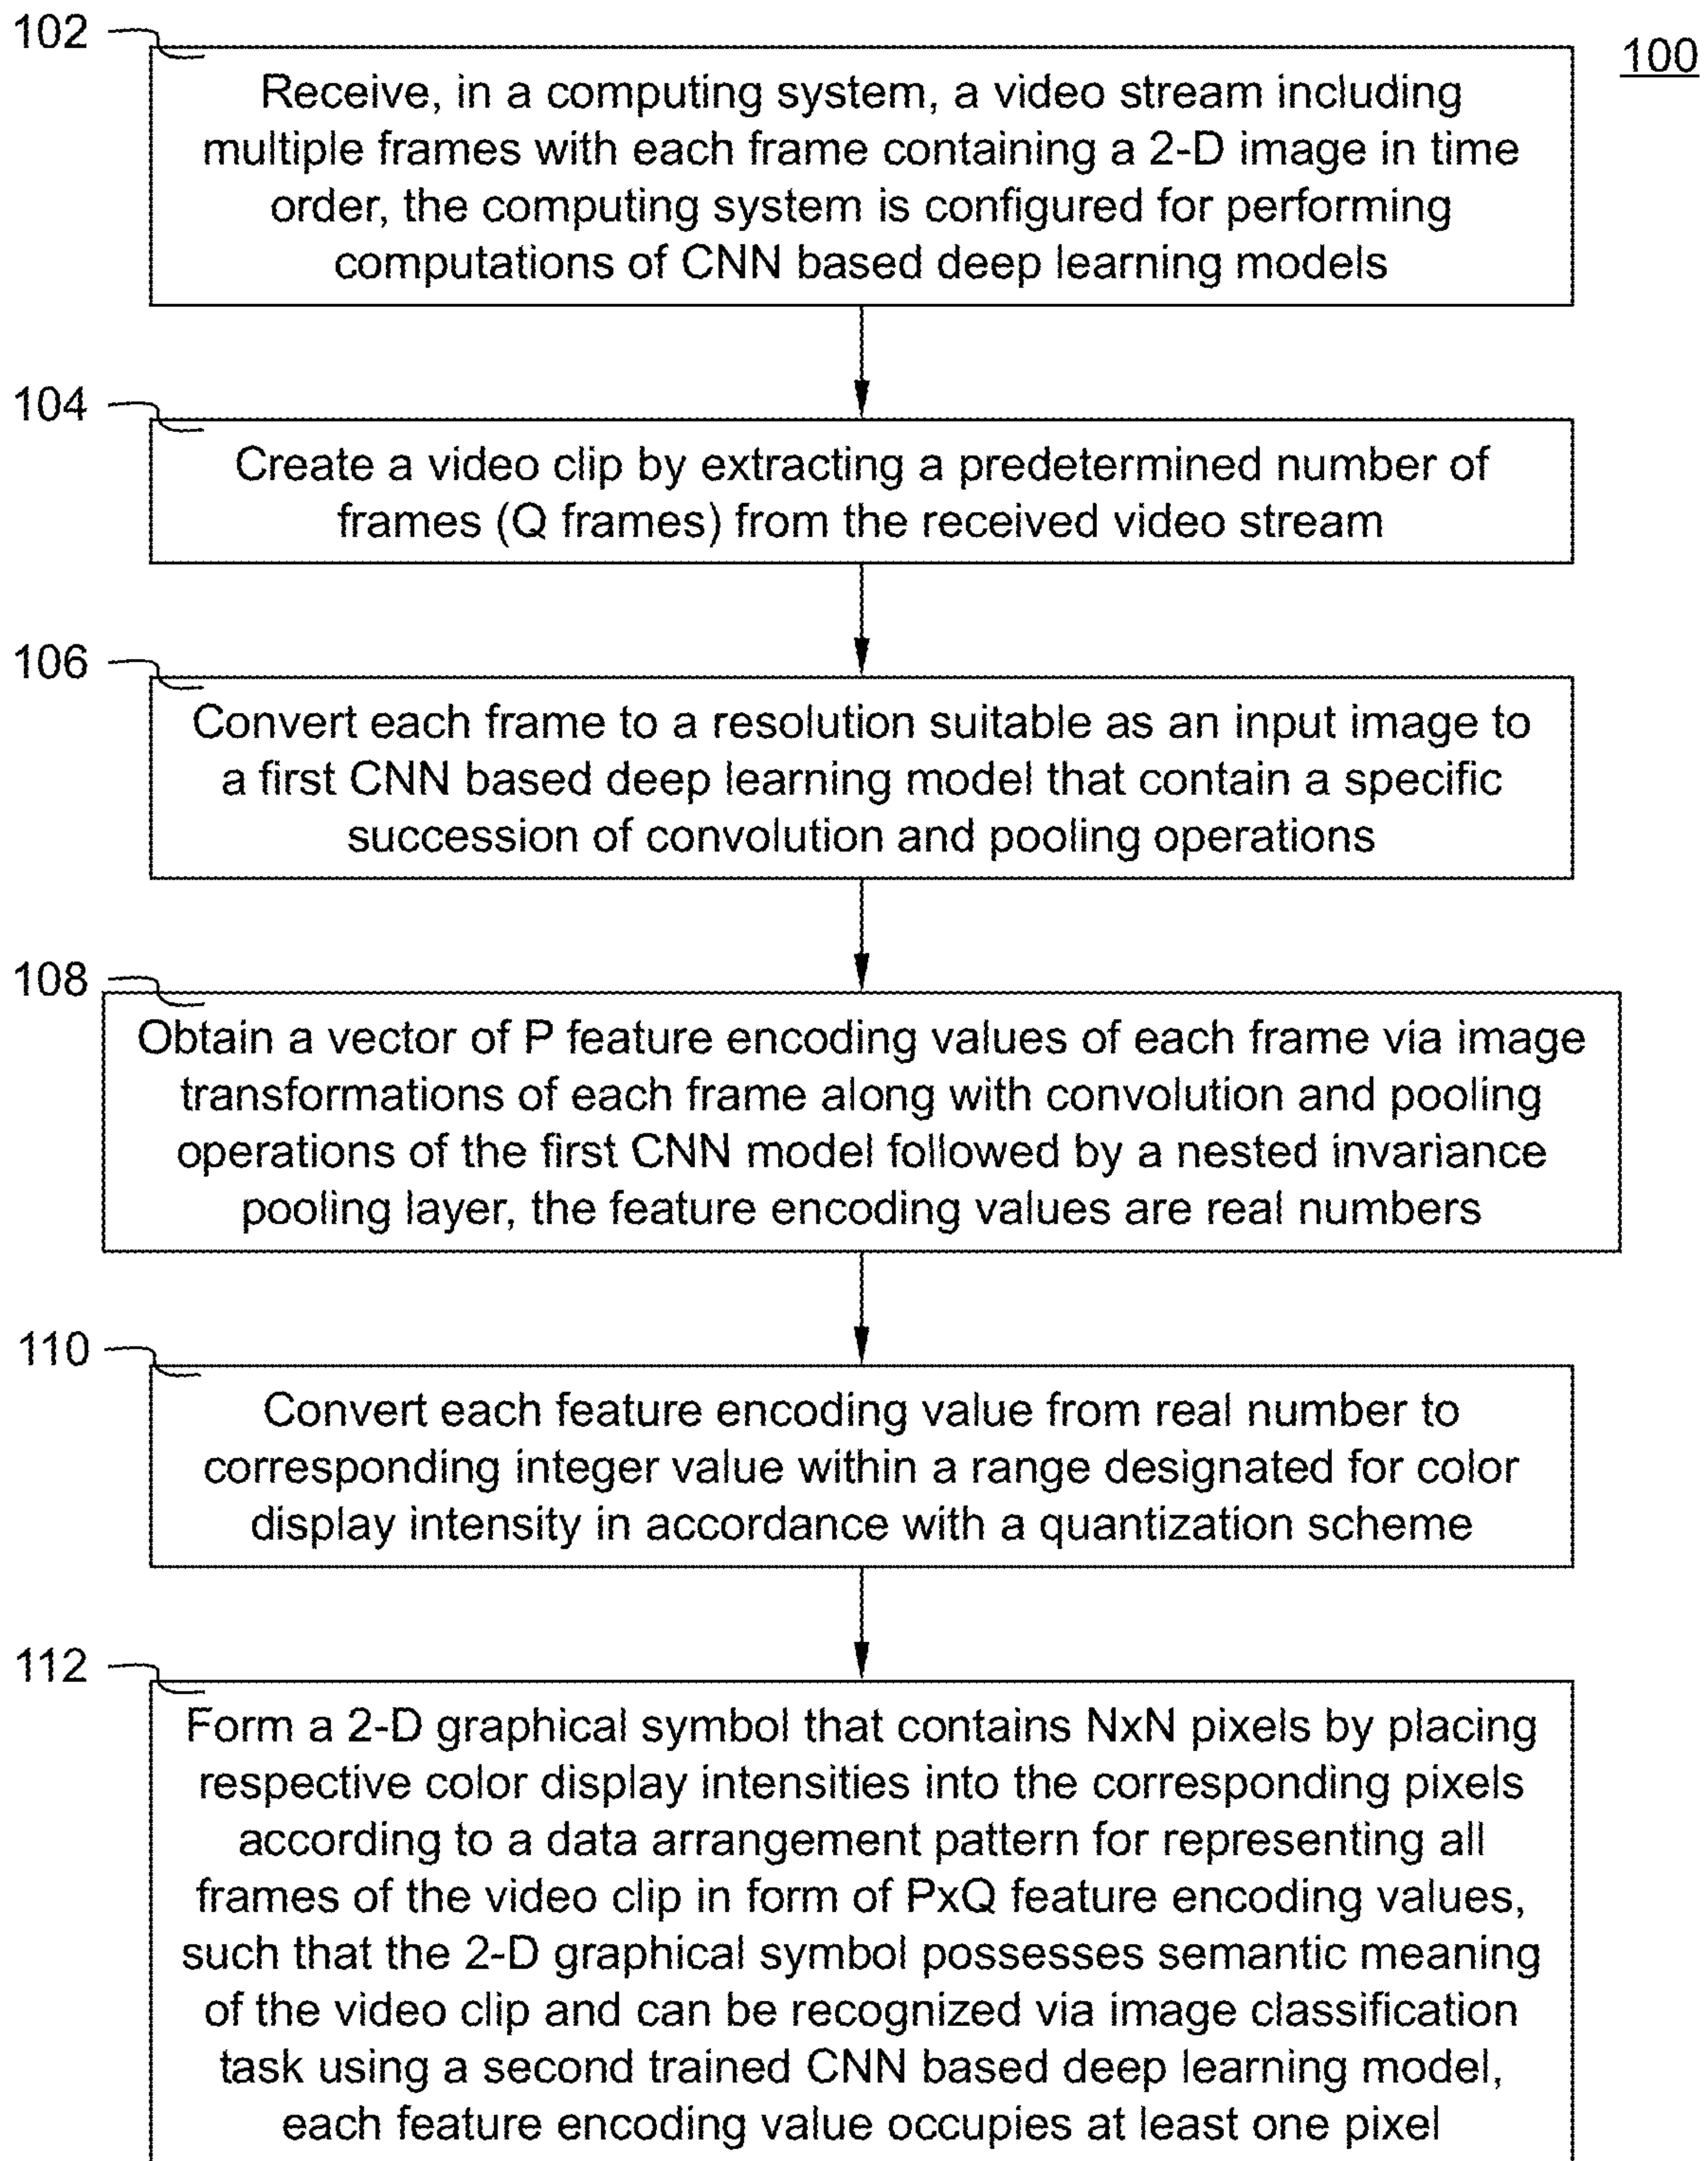 102
100
Receive, in a computing system, a video stream including
multiple frames with each frame containing a 2-D image in time
order, the computing system is configured for performing
computations of CNN based deep learning models
104
Create a video clip by extracting a predetermined number of
frames (Q frames) from the received video stream
106
Convert each frame to a resolution suitable as an input image to
a first CNN based deep learning model that contain a specific
succession of convolution and pooling operations
108
Obtain a vector of P feature encoding values of each frame via image
transformations of each frame along with convolution and pooling
operations of the first CNN model followed by a nested invariance
pooling layer, the feature encoding values are real numbers
110
Convert each feature encoding value from real number to
corresponding integer value within a range designated for color
display intensity in accordance with a quantization scheme
112
Form a 2-D graphical symbol that contains NxN pixels by placing
respective color display intensities into the corresponding pixels
according to a data arrangement pattern for representing all
frames of the video clip in form of PxQ feature encoding values,
such that the 2-D graphical symbol possesses semantic meaning
of the video clip and can be recognized via image classification
task using a second trained CNN based deep learning model,
each feature encoding value occupies at least one pixel